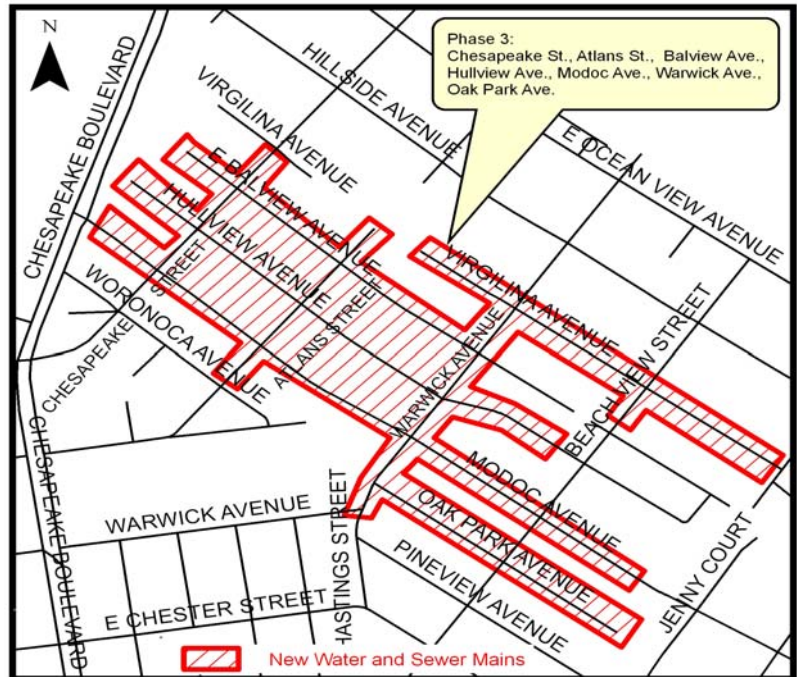 N
Phase 3:
Chesapeake St., Atlans St., Balview Ave.,
Hullview Ave., Modoc Ave., Warwick Ave.,
Oak Park Ave.
CHESAPEAKE BOULEVARD
HILLSIDE AVENUE
VIRGILINA AVENUE
E OCEAN VIEW AVENUE
E BALVIEW AVENUE
HULLVIEW AVENUE
VIRGILINA AVENUE
CHESAPEAKE STREET
WORONOCA AVENUE
ATLANS STREET
WARWICK AVENUE
BEACH VIEW STREET
CHESAPEAKE BOULEVARD
MODOC AVENUE
WARWICK AVENUE
HASTINGS STREET
OAK PARK AVENUE
PINEVIEW AVENUE
JENNY COURT
E CHESTER STREET
New Water and Sewer Mains